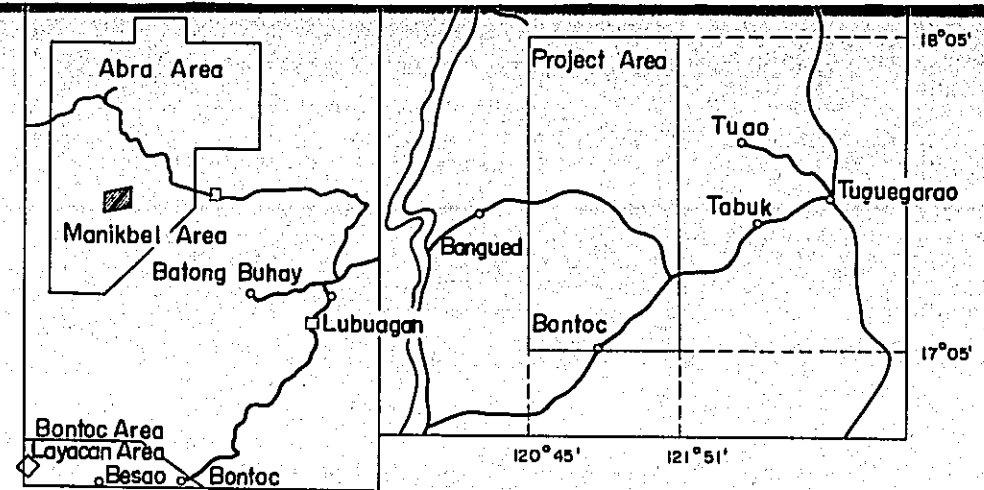 Abra Area
Manikbel Area
Batong Buhay
Lubuagan
Bontoc Area
Layacan Area
Besao
Bontoc
Project Area
18°05'
Tuao
Tuguegarao
Tabuk
Bangued
Bontoc
17°05'
120°45'
121°51'